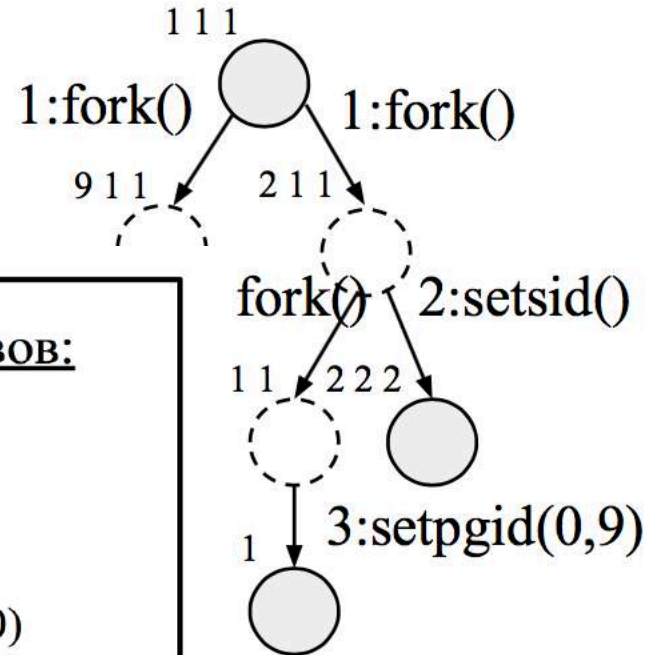 1 1 1
1:fork()
1:fork()
9 1 1
2 1 1
fork()
2:setsid()
1 1
2 2 2
3:setpgid(0,9)
1